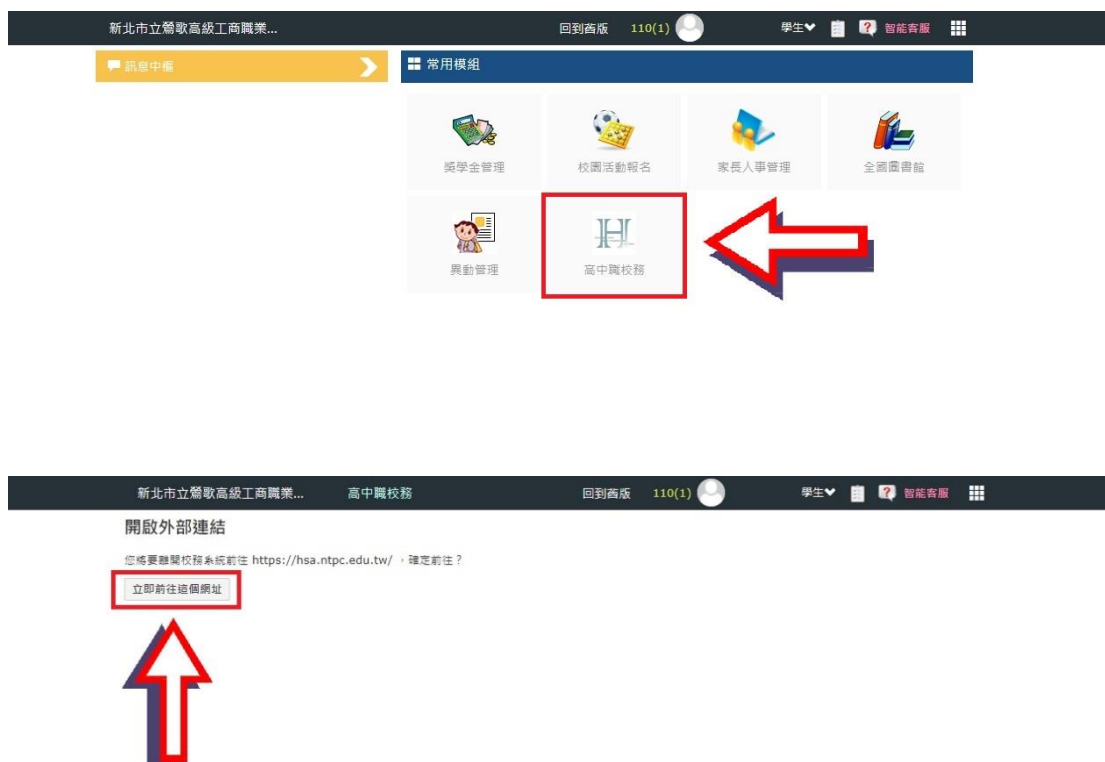 新北市立鶯歌高級工商職業... 回到舊版 110(1) 學生 智能客服
訊息中樞 常用模組
獎學金管理 校園活動報名 家長人事管理 全國圖書館
異動管理 高中職校務
新北市立鶯歌高級工商職業... 高中職校務 回到舊版 110(1) 學生 智能客服
開啟外部連結
您將要離開校務系統前往 https://hsa.ntpc.edu.tw/ ，確定前往？
立即前往這個網址